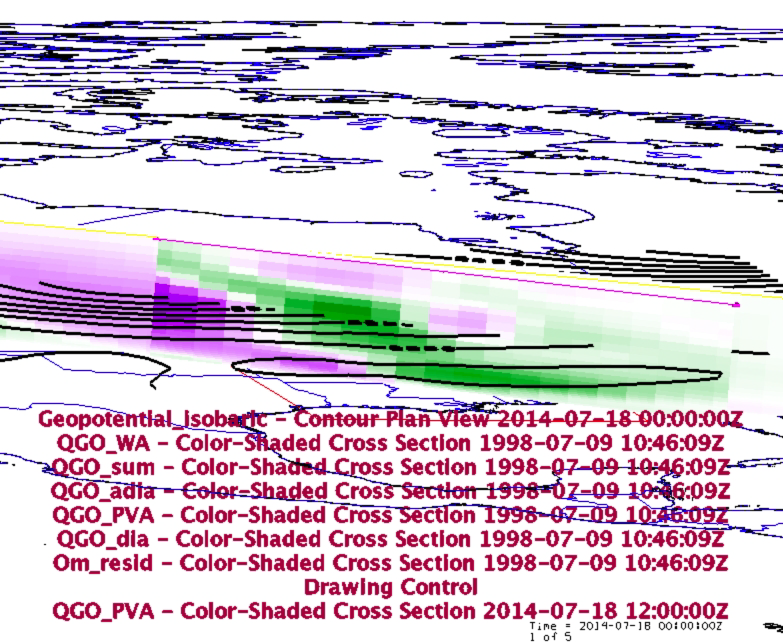 Geopotential_isobaric - Contour Plan View 2014-07-18 00:00:00Z
QGO_WA - Color-Shaded Cross Section 1998-07-09 10:46:09Z
QGO_sum - Color-Shaded Cross Section 1998-07-09 10:46:09Z
QGO_adia - Color-Shaded Cross Section 1998-07-09 10:46:09Z
QGO_PVA - Color-Shaded Cross Section 1998-07-09 10:46:09Z
QGO_dia - Color-Shaded Cross Section 1998-07-09 10:46:09Z
Om_resid - Color-Shaded Cross Section 1998-07-09 10:46:09Z
Drawing Control
QGO_PVA - Color-Shaded Cross Section 2014-07-18 12:00:00Z
Time = 2014-07-18 00:00:00Z
1 of 5